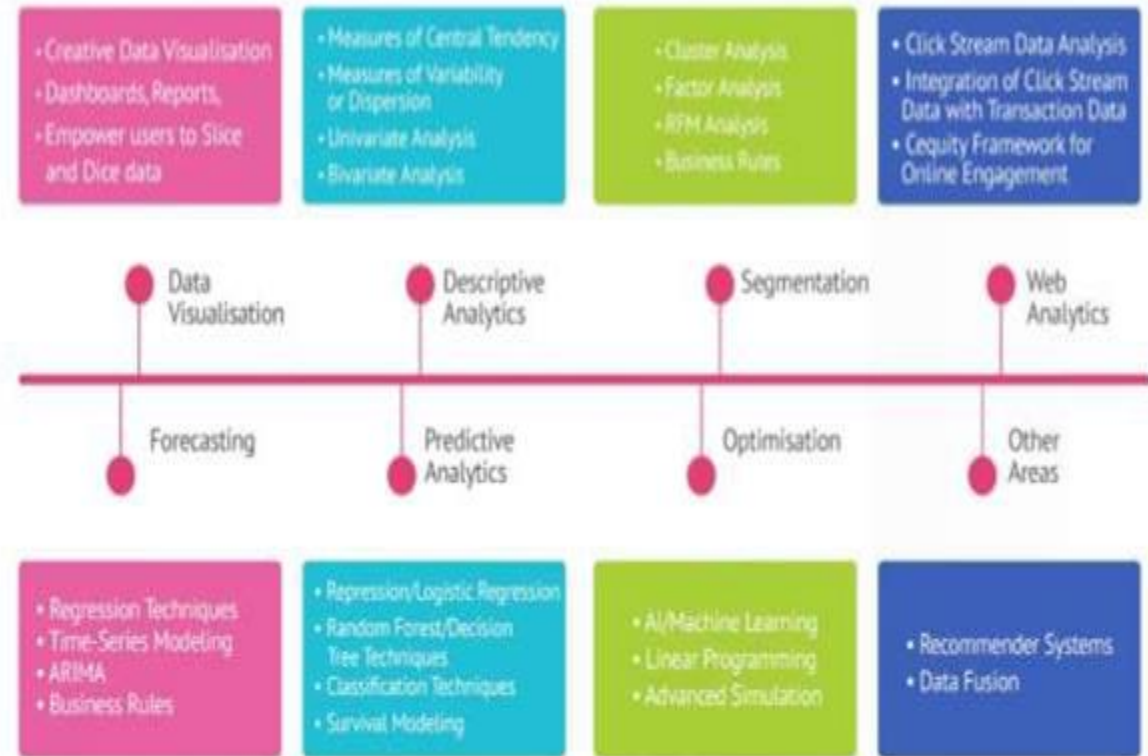 • Creative Data Visualisation
• Dashboards, Reports,
• Empower users to Slice
and Dice data
• Measures of Central Tendency
• Measures of Variability
or Dispersion
• Univariate Analysis
• Bivariate Analysis
• Cluster Analysis
• Factor Analysis
• RFM Analysis
• Business Rules
• Click Stream Data Analysis
• Integration of Click Stream
Data with Transaction Data
• Cequity Framework for
Online Engagement
Data
Visualisation
Descriptive
Analytics
Segmentation
Web
Analytics
Forecasting
Predictive
Analytics
Optimisation
Other
Areas
• Regression Techniques
• Time-Series Modeling
• ARIMA
• Business Rules
• Repression/Logistic Regression
• Random Forest/Decision
Tree Techniques
• Classification Techniques
• Survival Modeling
• AI/Machine Learning
• Linear Programming
• Advanced Simulation
• Recommender Systems
• Data Fusion